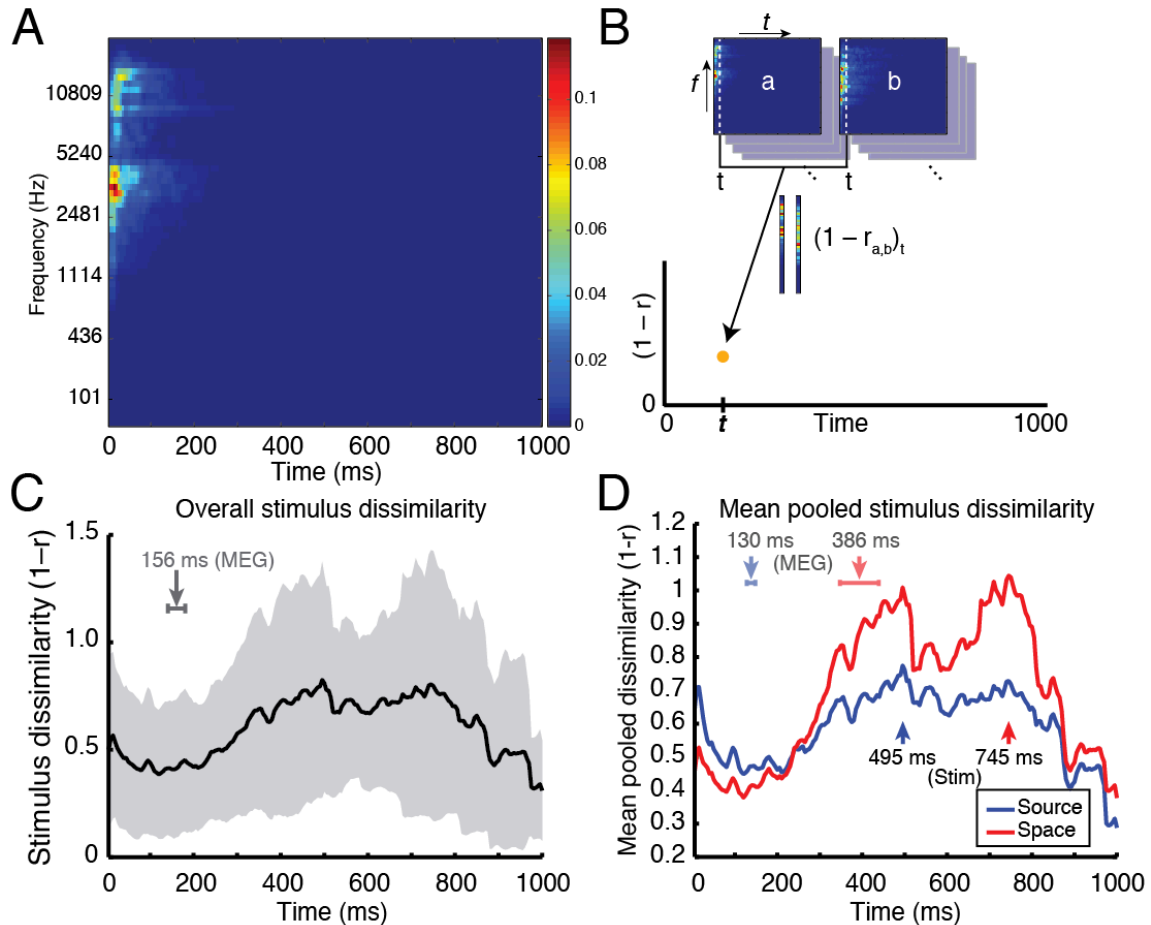 A
Frequency (Hz)
10809
5240
2481
1114
436
101
0 200 400 600 800 1000
Time (ms)
0.1
0.08
0.06
0.04
0.02
0
B
t
f
a
b
t
t
(1 – r a,b) t
(1 – r)
0
0 t Time 1000
C
Overall stimulus dissimilarity
Stimulus dissimilarity (1–r)
1.5
1.0
0.5
0
156 ms (MEG)
0 200 400 600 800 1000
Time (ms)
D
Mean pooled stimulus dissimilarity
Mean pooled dissimilarity (1-r)
1.2
1.1
1
0.9
0.8
0.7
0.6
0.5
0.4
0.3
0.2
130 ms
386 ms
(MEG)
495 ms
745 ms
(Stim)
Source
Space
0 200 400 600 800 1000
Time (ms)